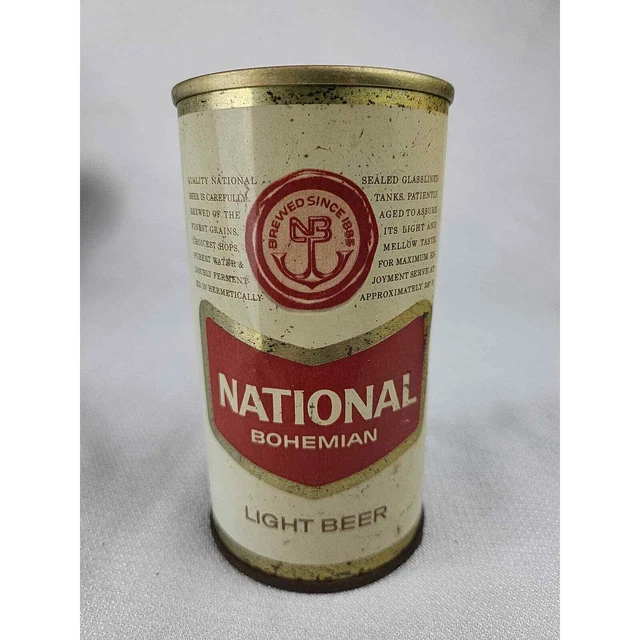 QUALITY NATIONAL
BEER IS CAREFULLY
BREWED OF THE
FINEST GRAINS,
CHOICEST HOPS,
PUREST WATER &
DOUBLY FERMENT-
ED IN HERMETICALLY
BREWED SINCE 1885
NB
SEALED GLASSLINED
TANKS. PATIENTLY
AGED TO ASSURE
ITS LIGHT AND
MELLOW TASTE.
FOR MAXIMUM EN-
JOYMENT SERVE AT
APPROXIMATELY
NATIONAL
BOHEMIAN
LIGHT BEER